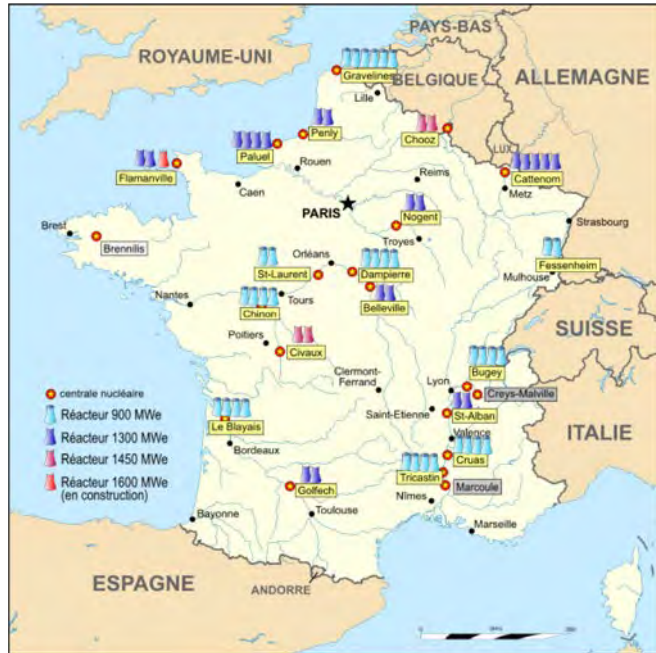 PAYS-BAS
ROYAUME-UNI
ALLEMAGNE
Gravelines
BELGIQUE
Lille
Penly
Chooz
LUX.
Paluel
Rouen
Flamanville
Reims
Cattenom
Caen
Metz
PARIS
Nogent
Strasbourg
Brest
Troyes
Brennilis
Orléans
Fessenheim
St-Laurent
Dampierre
Mulhouse
Nantes
Tours
Belleville
Chinon
SUISSE
Poitiers
Civaux
Bugey
Clermont-
Ferrand
Lyon
Creys-Malville
centrale nucléaire
Réacteur 900 MWe
Saint-Etienne
St-Alban
ITALIE
Le Blayais
Réacteur 1300 MWe
Valence
Bordeaux
Cruas
Réacteur 1450 MWe
Tricastin
Réacteur 1600 MWe
(en construction)
Golfech
Marcoule
Nîmes
Bayonne
Toulouse
Marseille
ESPAGNE
ANDORRE